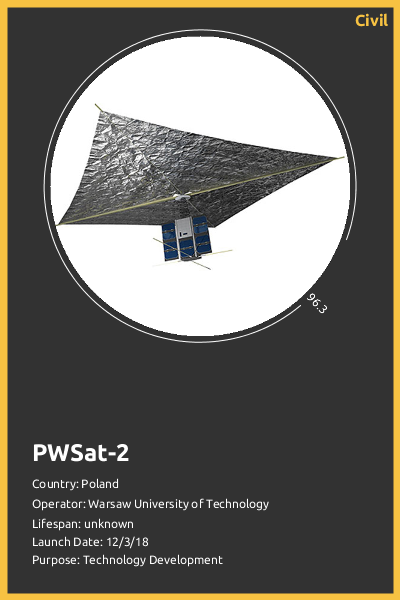 Civil
96.3
PWSat-2
Country: Poland
Operator: Warsaw University of Technology
Lifespan: unknown
Launch Date: 12/3/18
Purpose: Technology Development